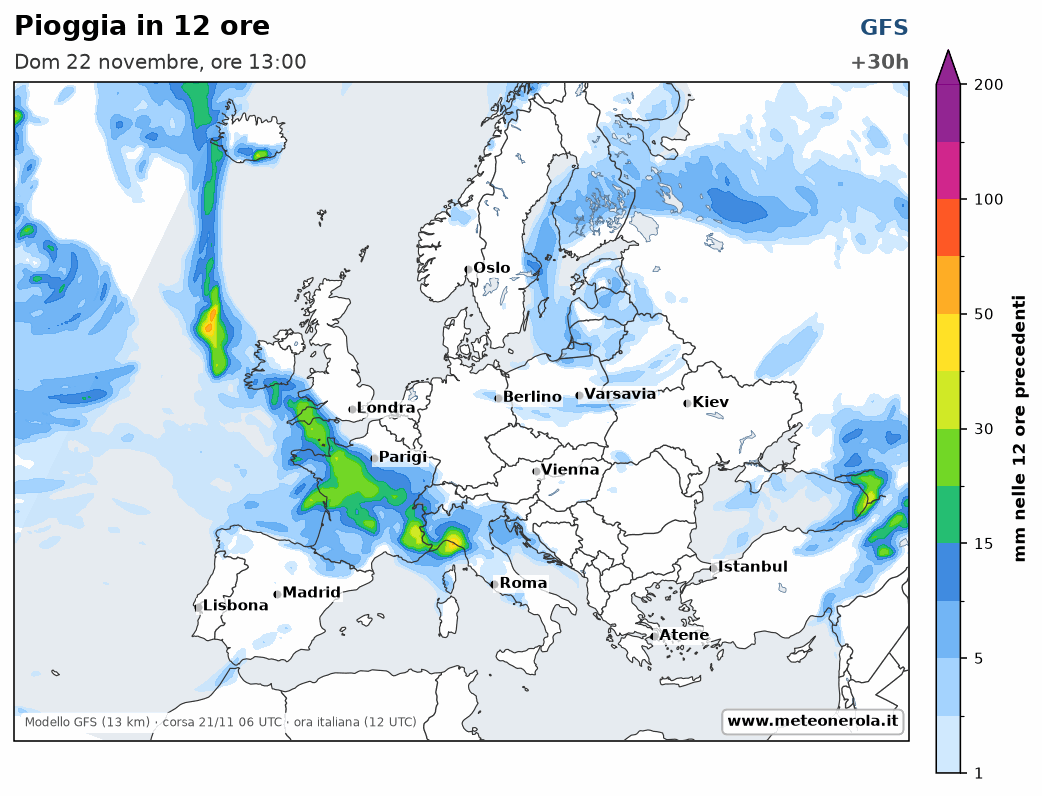 Pioggia in 12 ore
GFS
Dom 22 novembre, ore 13:00
+30h
200
100
50
30
15
5
1
mm nelle 12 ore precedenti
Oslo
Londra
Berlino
Varsavia
Kiev
Parigi
Vienna
Istanbul
Roma
Madrid
Lisbona
Atene
Modello GFS (13 km) · corsa 21/11 06 UTC · ora italiana (12 UTC)
www.meteonerola.it